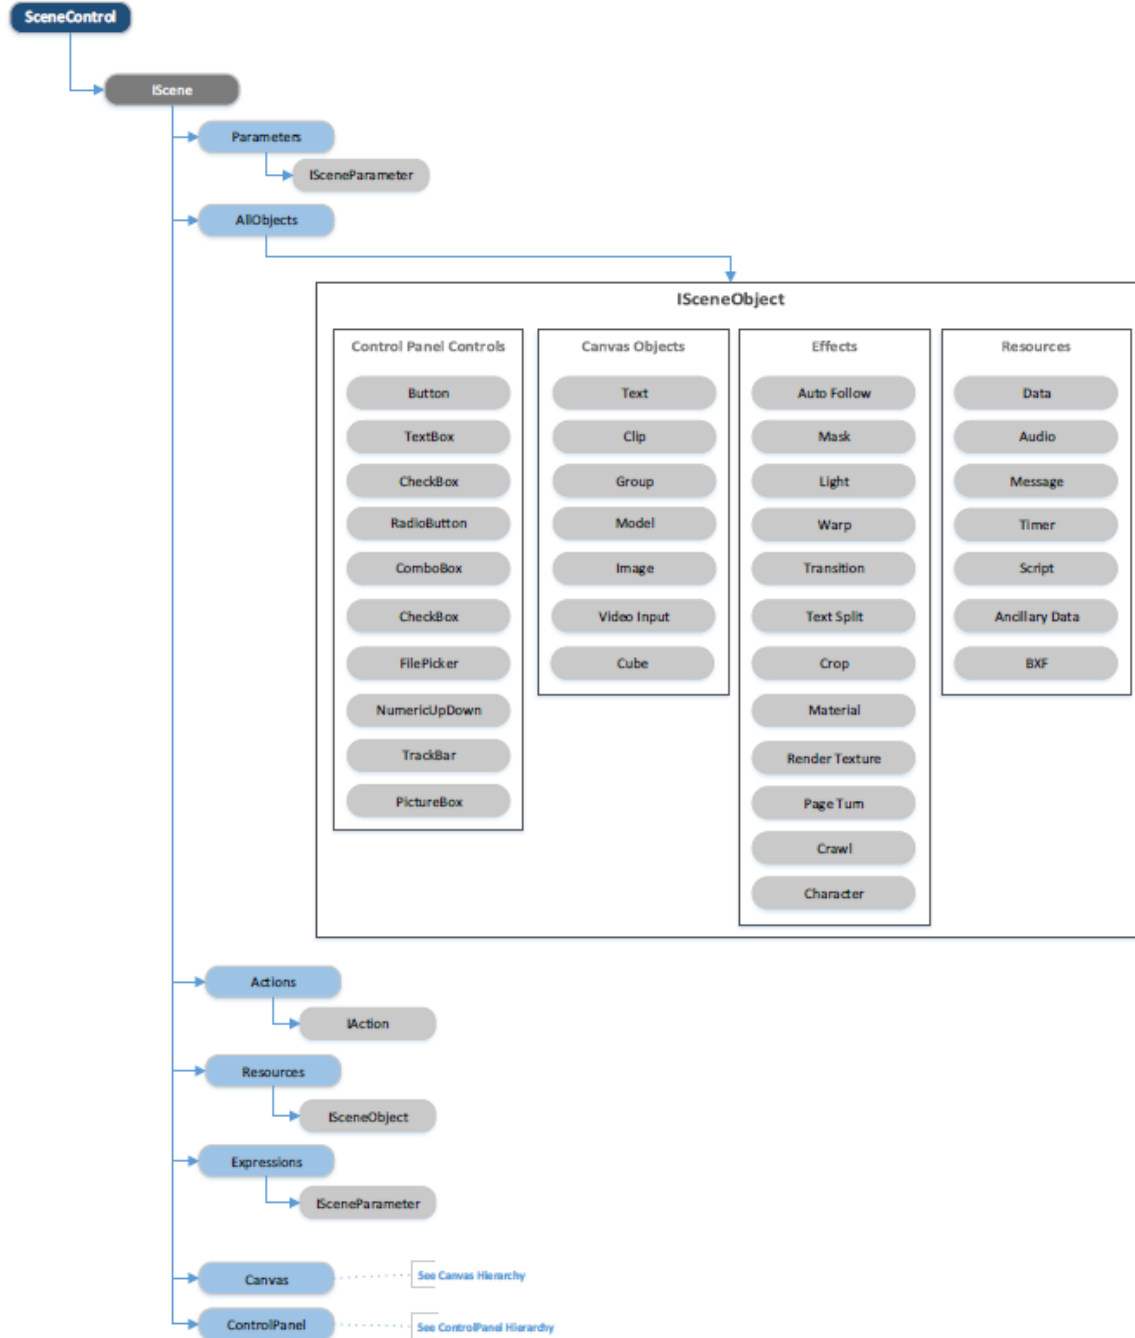 SceneControl
IScene
Parameters
ISceneParameter
AllObjects
ISceneObject
Control Panel Controls
Button
TextBox
CheckBox
RadioButton
ComboBox
CheckBox
FilePicker
NumericUpDown
TrackBar
PictureBox
Canvas Objects
Text
Clip
Group
Model
Image
Video Input
Cube
Effects
Auto Follow
Mask
Light
Warp
Transition
Text Split
Crop
Material
Render Texture
Page Turn
Crawl
Character
Resources
Data
Audio
Message
Timer
Script
Ancillary Data
BXF
Actions
IAction
Resources
ISceneObject
Expressions
ISceneParameter
Canvas
See Canvas Hierarchy
ControlPanel
See ControlPanel Hierarchy